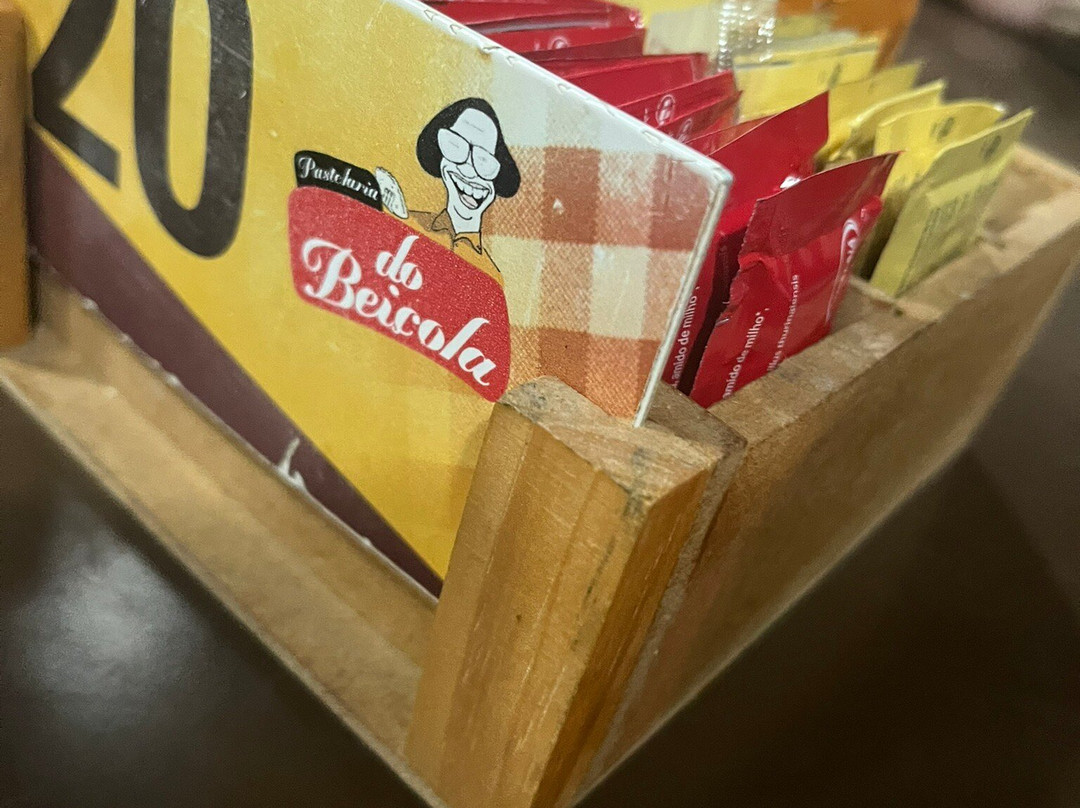 20
Pastelaria
do
Beiçola
amido de milho*,
amido de milho*,